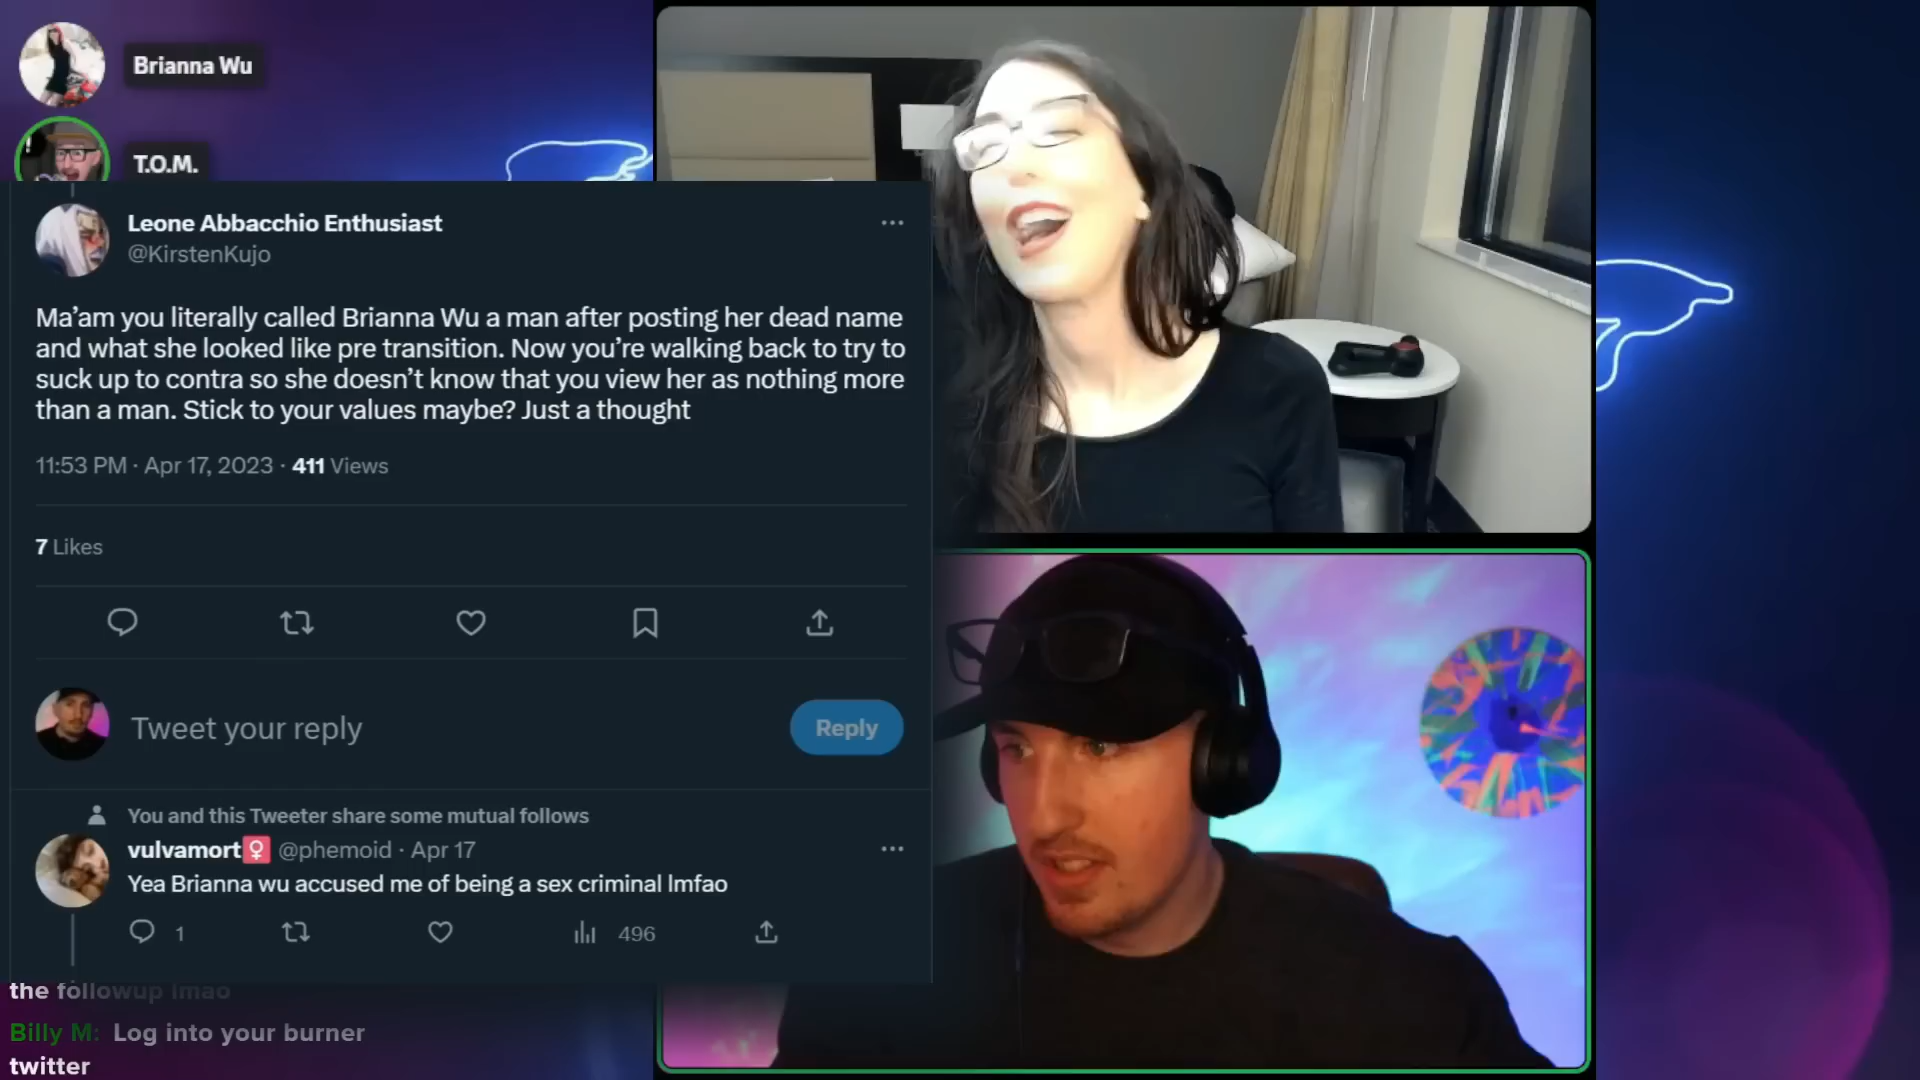 Brianna Wu
T.O.M.
Leone Abbacchio Enthusiast
@KirstenKujo
Ma’am you literally called Brianna Wu a man after posting her dead name
and what she looked like pre transition. Now you’re walking back to try to
suck up to contra so she doesn’t know that you view her as nothing more
than a man. Stick to your values maybe? Just a thought
11:53 PM · Apr 17, 2023 · 411 Views
7 Likes
Tweet your reply
Reply
You and this Tweeter share some mutual follows
vulvamort @phemoid · Apr 17
Yea Brianna wu accused me of being a sex criminal lmfao
1
496
the followup lmao
Billy M: Log into your burner
twitter